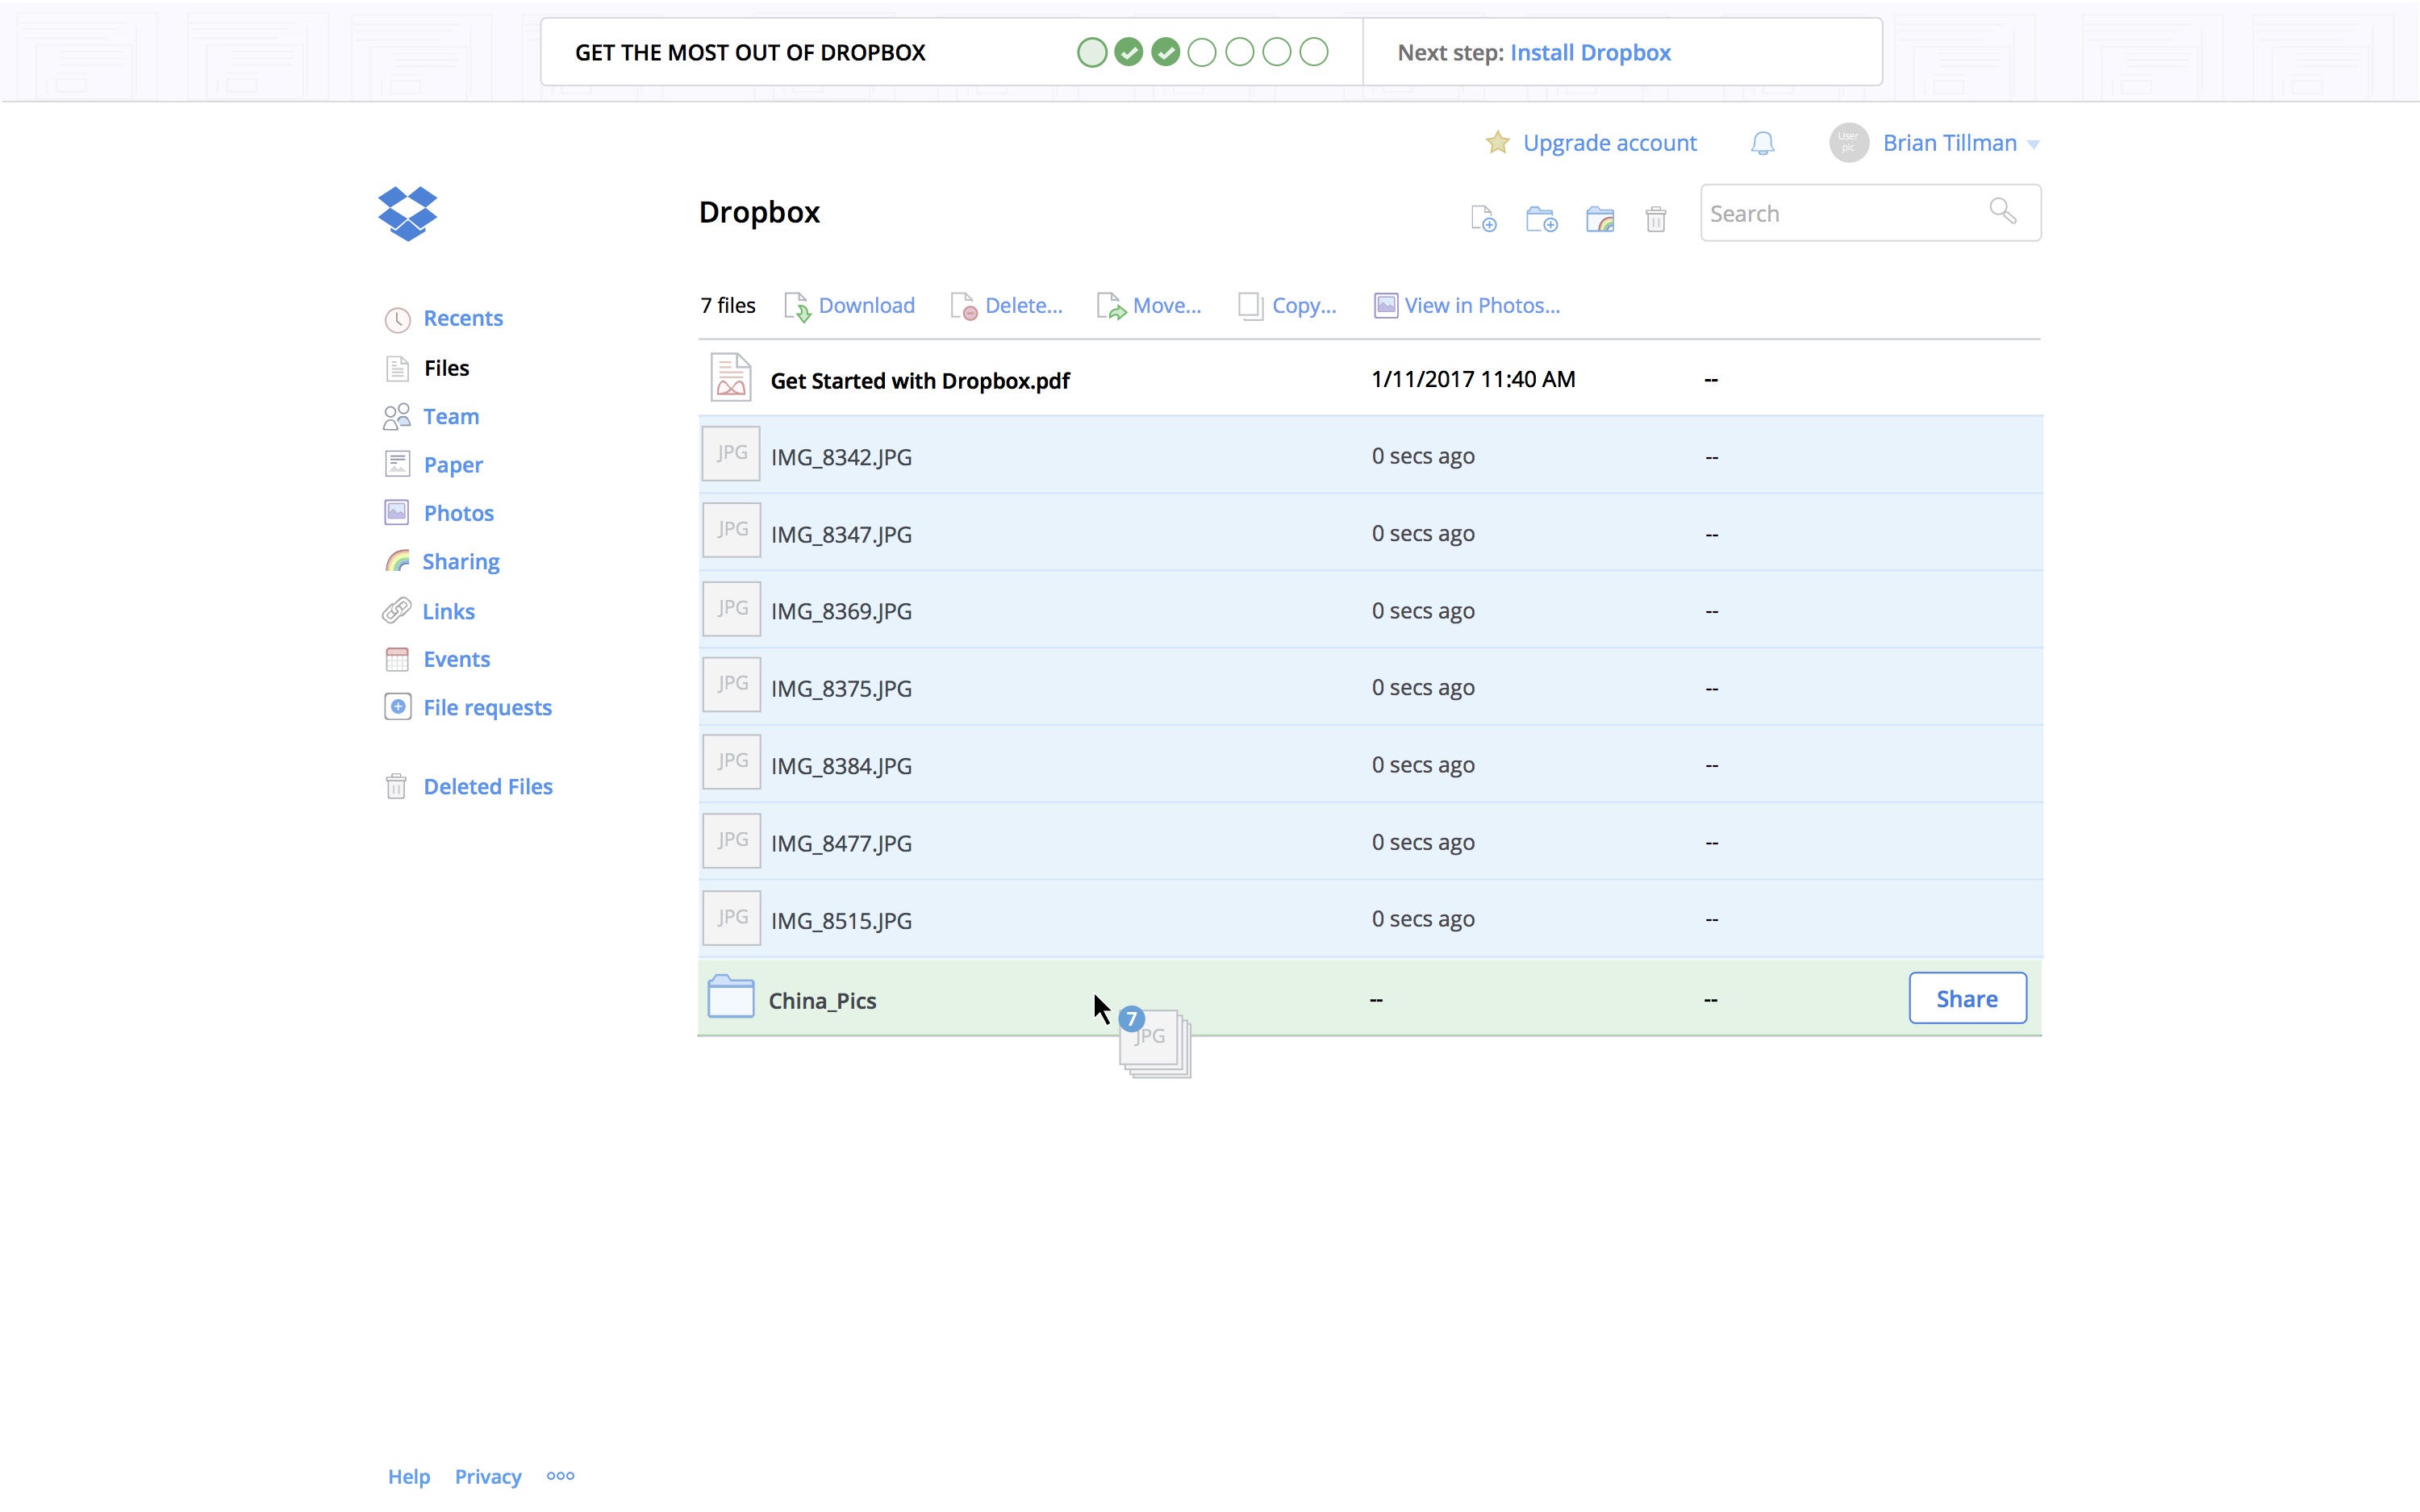 GET THE MOST OUT OF DROPBOX
Next step: Install Dropbox
Upgrade account
User pic
Brian Tillman
Dropbox
Search
7 files Download Delete... Move... Copy... View in Photos...
Recents
Files
Team
Paper
Photos
Sharing
Links
Events
File requests
Deleted Files
Get Started with Dropbox.pdf 1/11/2017 11:40 AM --
JPG IMG_8342.JPG 0 secs ago --
JPG IMG_8347.JPG 0 secs ago --
JPG IMG_8369.JPG 0 secs ago --
JPG IMG_8375.JPG 0 secs ago --
JPG IMG_8384.JPG 0 secs ago --
JPG IMG_8477.JPG 0 secs ago --
JPG IMG_8515.JPG 0 secs ago --
China_Pics -- -- Share
7
JPG
Help Privacy